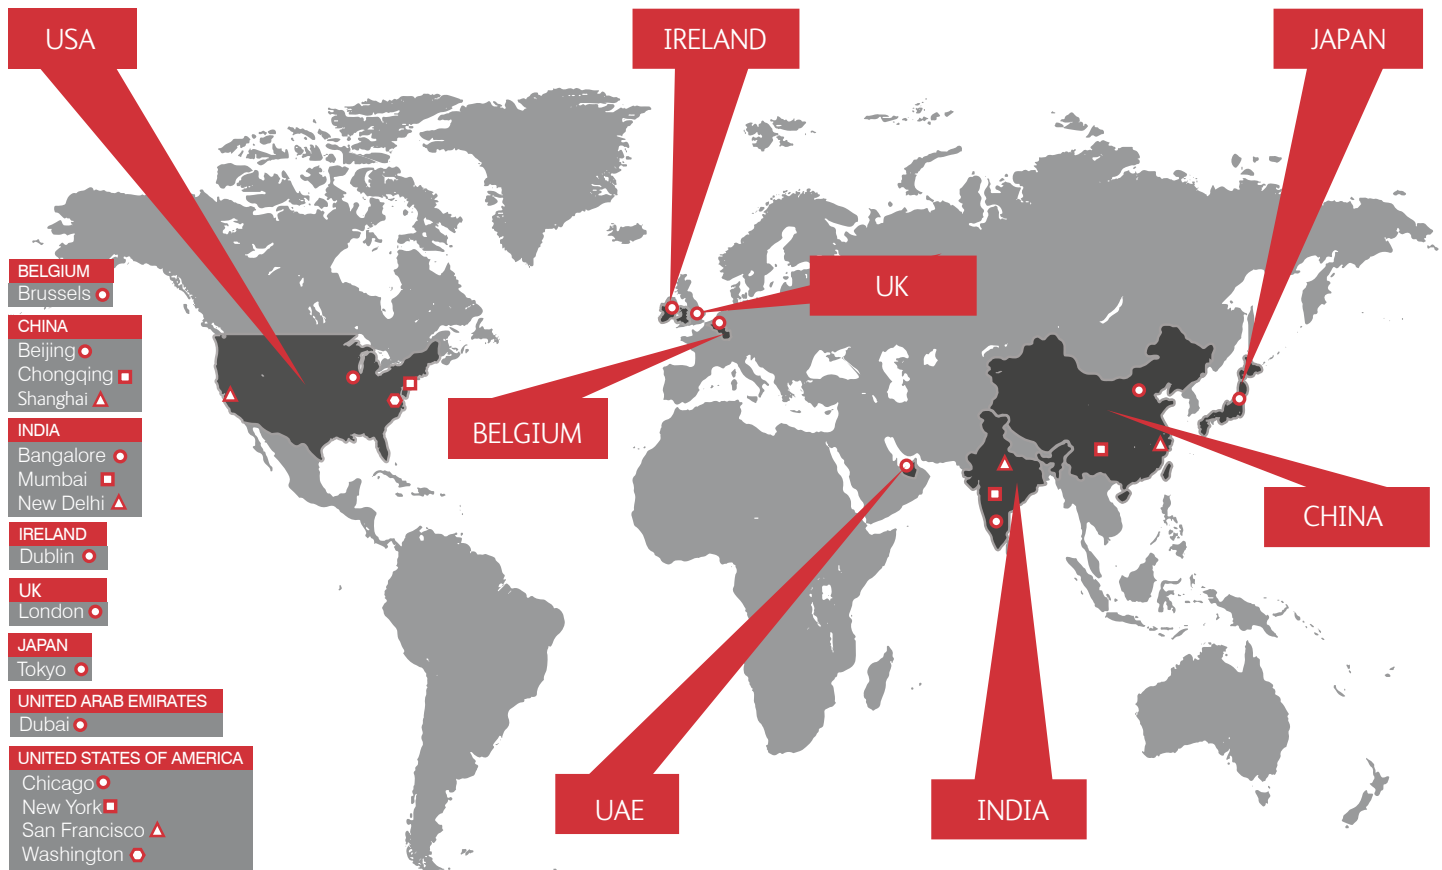 USA
IRELAND
JAPAN
UK
BELGIUM
CHINA
UAE
INDIA
BELGIUM
Brussels
CHINA
Beijing
Chongqing
Shanghai
INDIA
Bangalore
Mumbai
New Delhi
IRELAND
Dublin
UK
London
JAPAN
Tokyo
UNITED ARAB EMIRATES
Dubai
UNITED STATES OF AMERICA
Chicago
New York
San Francisco
Washington